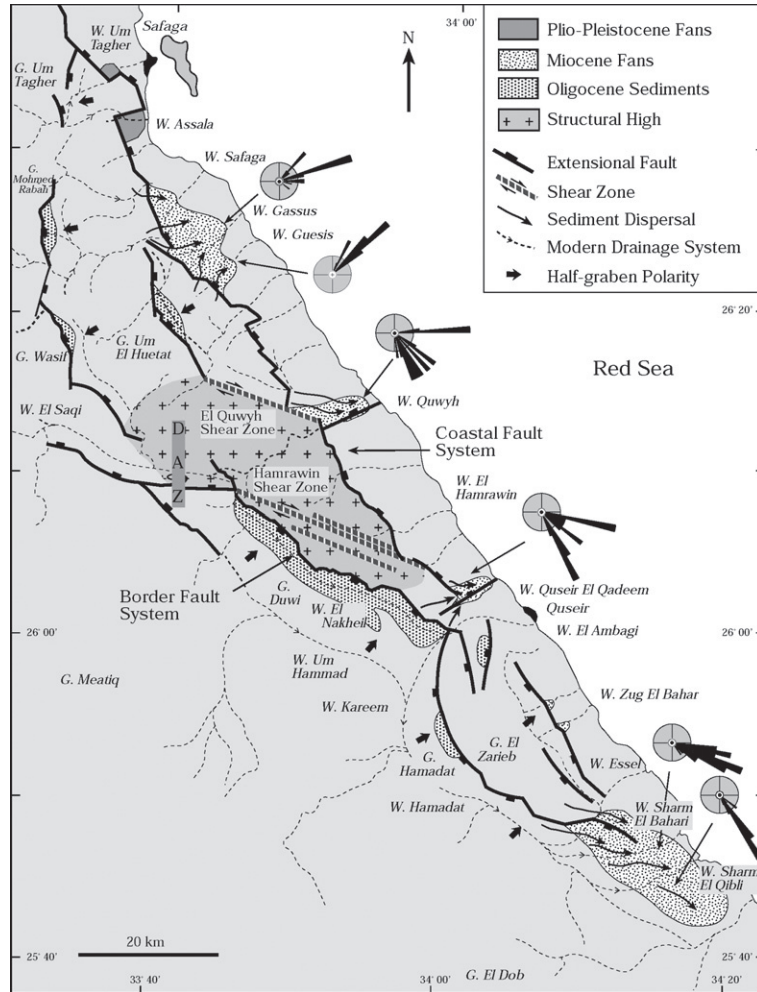 34 00'
W. Um
Tagher
Safaga
G. Um
Tagher
N
W. Assala
G.
Mohmed
Rabah
W. Safaga
W. Gassus
W. Guesis
Plio-Pleistocene Fans
Miocene Fans
Oligocene Sediments
Structural High
Extensional Fault
Shear Zone
Sediment Dispersal
Modern Drainage System
Half-graben Polarity
26 20'
G. Wasif
G. Um
El Huetat
Red Sea
W. El Saqi
W. Quwyh
El Quwyh
Shear Zone
D
A
Z
Coastal Fault
System
Hamrawin
Shear Zone
W. El
Hamrawin
Border Fault
System
G.
Duwi
W. El
Nakheil
W. Quseir El Qadeem
Quseir
W. El Ambagi
26° 00'
26 00'
G. Meatiq
W. Um
Hammad
W. Kareem
W. Zug El Bahar
G. El
Zarieb
G.
Hamadat
W. Essel
W. Hamadat
W. Sharm
El Bahari
W. Sharm
El Qibli
20 km
25° 40'
25 40'
G. El Dob
33° 40'
34° 00'
34° 20'